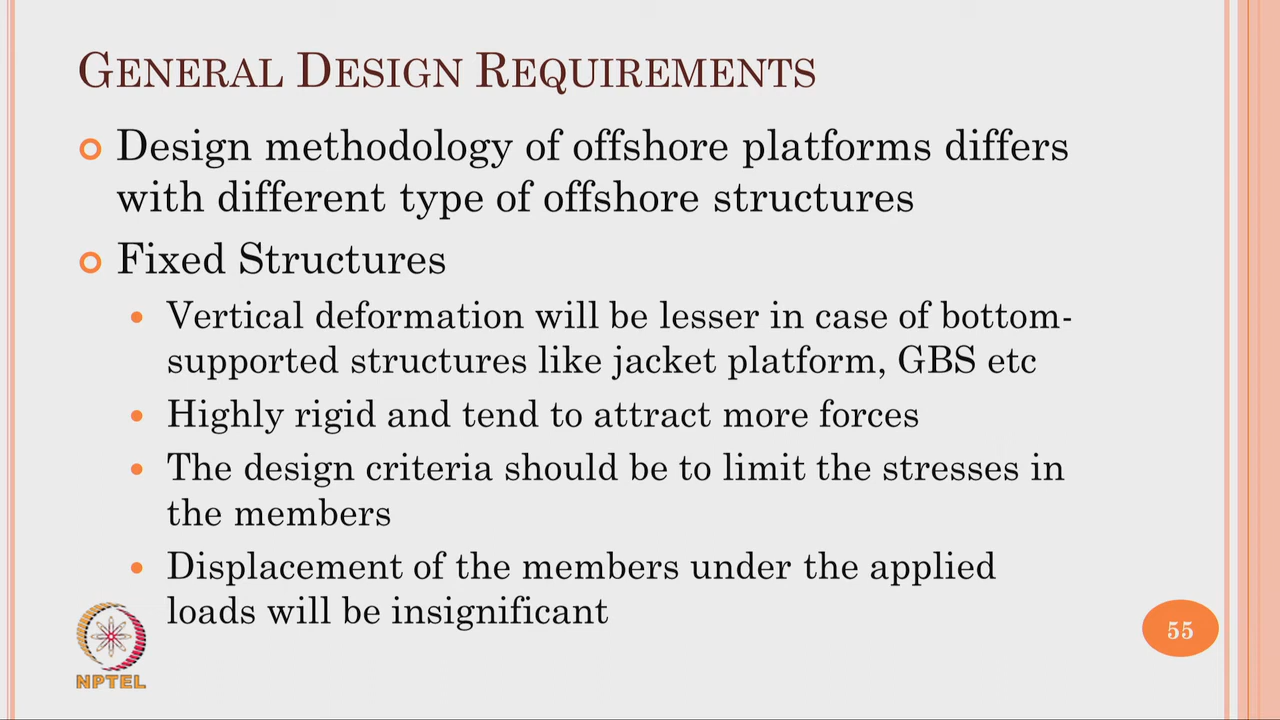 GENERAL DESIGN REQUIREMENTS
Design methodology of offshore platforms differs
with different type of offshore structures
Fixed Structures
Vertical deformation will be lesser in case of bottom-
supported structures like jacket platform, GBS etc
Highly rigid and tend to attract more forces
The design criteria should be to limit the stresses in
the members
Displacement of the members under the applied
loads will be insignificant
55
NPTEL